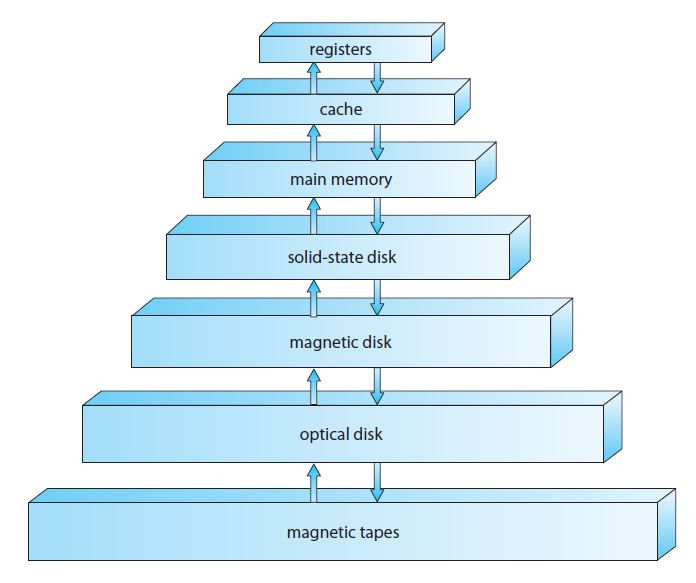 registers
cache
main memory
solid-state disk
magnetic disk
optical disk
magnetic tapes